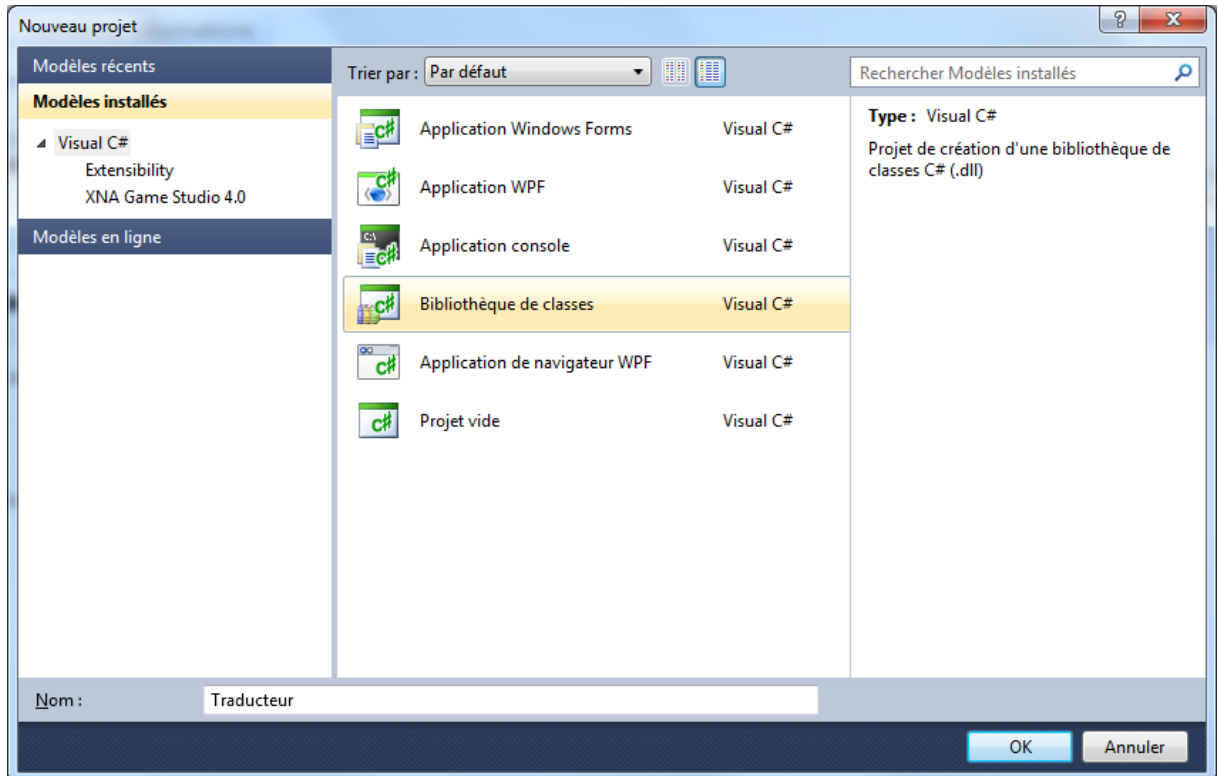 Nouveau projet
Modèles récents
Modèles installés
Visual C#
Extensibility
XNA Game Studio 4.0
Modèles en ligne
Trier par : Par défaut
Rechercher Modèles installés
Application Windows Forms Visual C#
Application WPF Visual C#
Application console Visual C#
Bibliothèque de classes Visual C#
Application de navigateur WPF Visual C#
Projet vide Visual C#
Type : Visual C#
Projet de création d'une bibliothèque de
classes C# (.dll)
Nom : Traducteur
OK Annuler